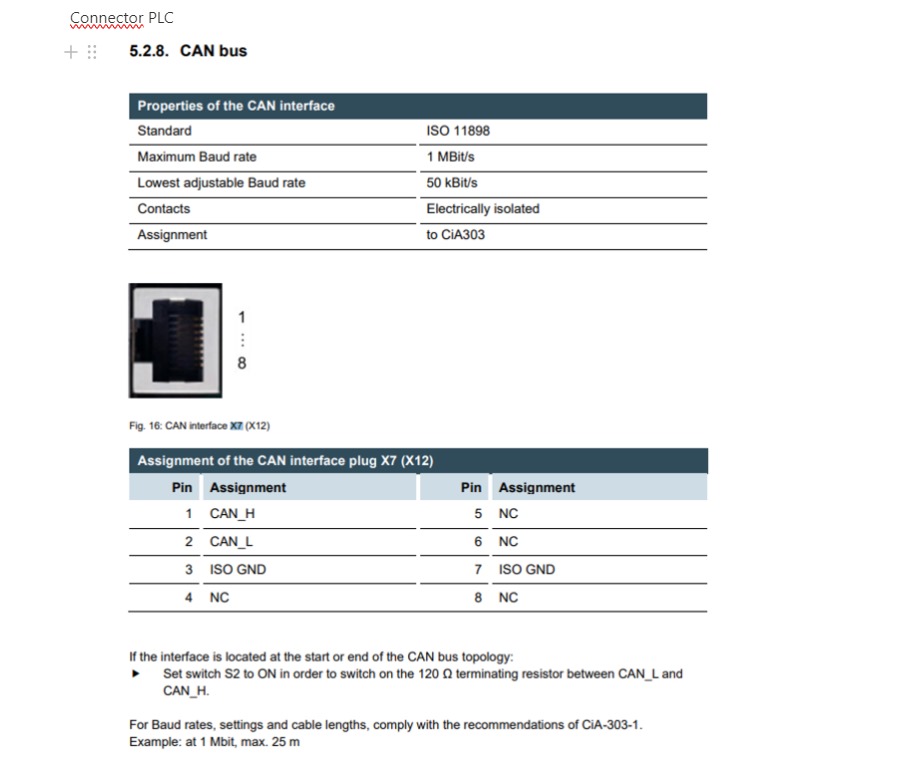 Connector PLC
5.2.8. CAN bus
Properties of the CAN interface
Standard ISO 11898
Maximum Baud rate 1 MBit/s
Lowest adjustable Baud rate 50 kBit/s
Contacts Electrically isolated
Assignment to CiA303
1
⋮
8
Fig. 16: CAN interface X7 (X12)
Assignment of the CAN interface plug X7 (X12)
Pin Assignment Pin Assignment
1 CAN_H 5 NC
2 CAN_L 6 NC
3 ISO GND 7 ISO GND
4 NC 8 NC
If the interface is located at the start or end of the CAN bus topology:
► Set switch S2 to ON in order to switch on the 120 Ω terminating resistor between CAN_L and
CAN_H.
For Baud rates, settings and cable lengths, comply with the recommendations of CiA-303-1.
Example: at 1 Mbit, max. 25 m